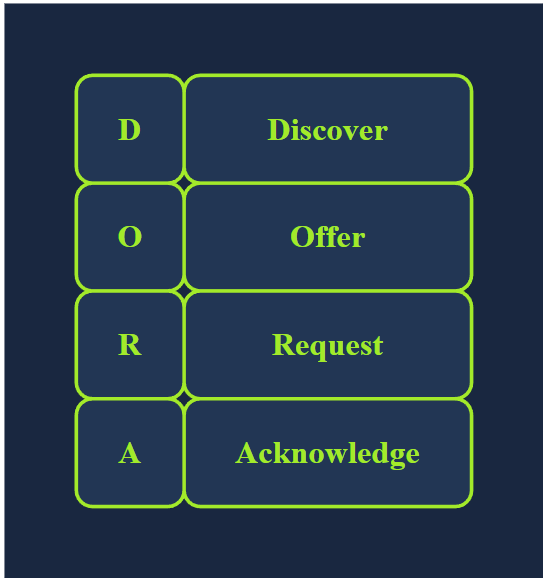 D Discover
O Offer
R Request
A Acknowledge